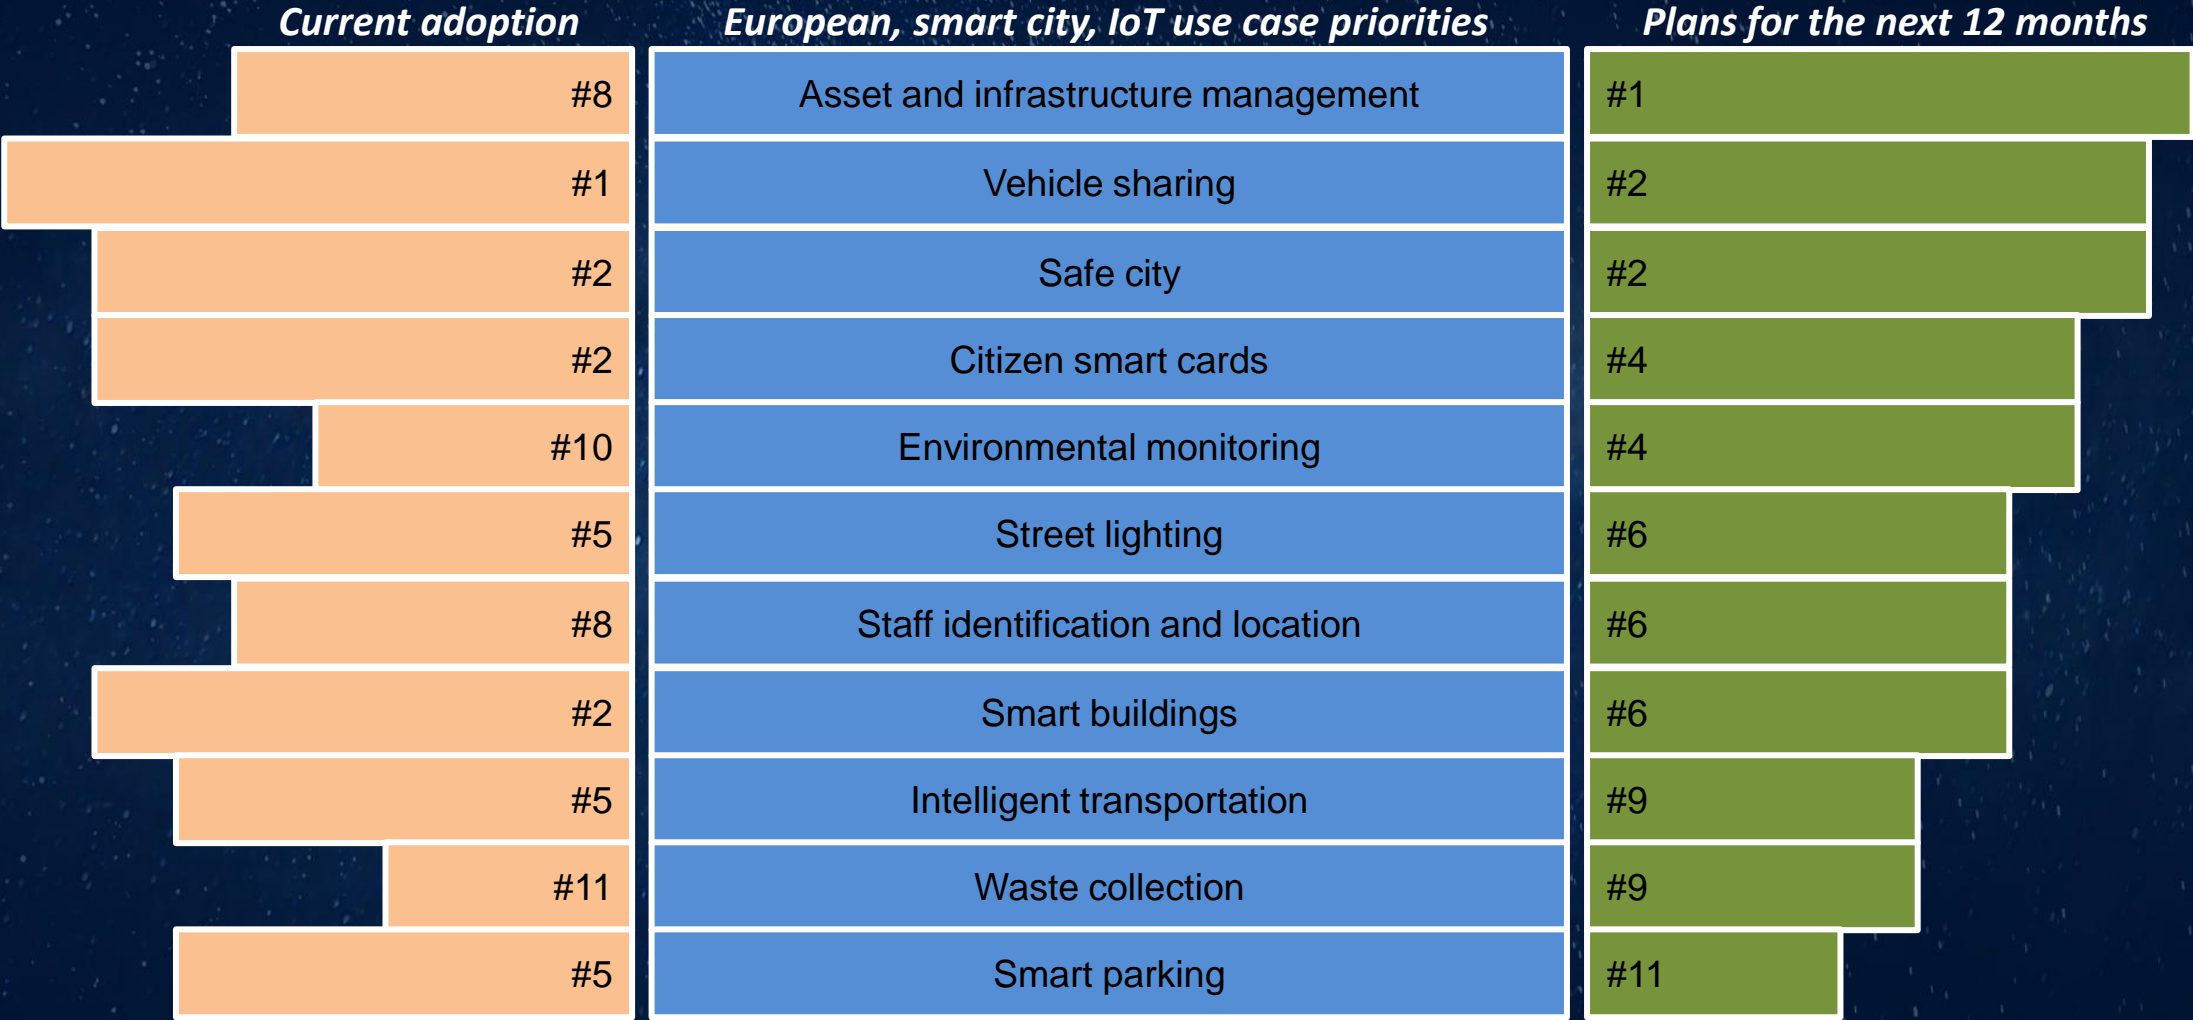 Current adoption
European, smart city, IoT use case priorities
Plans for the next 12 months
#8
Asset and infrastructure management
#1
#1
Vehicle sharing
#2
#2
Safe city
#2
#2
Citizen smart cards
#4
#10
Environmental monitoring
#4
#5
Street lighting
#6
#8
Staff identification and location
#6
#2
Smart buildings
#6
#5
Intelligent transportation
#9
#11
Waste collection
#9
#5
Smart parking
#11